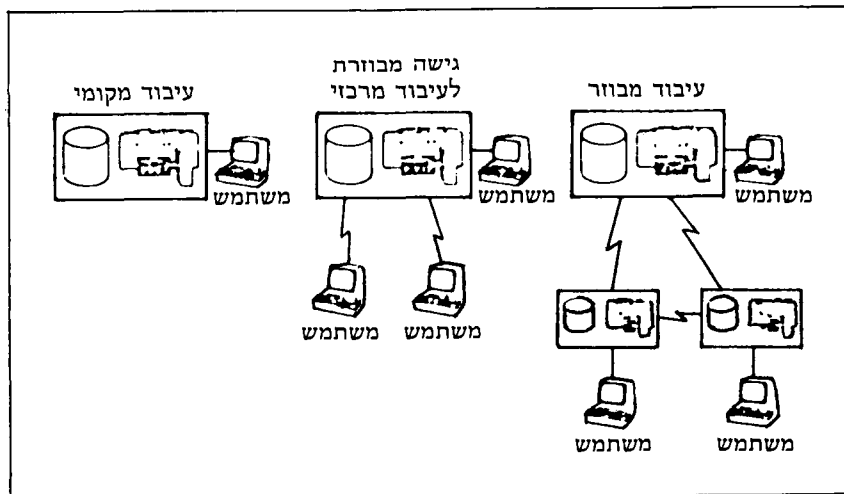 עיבוד מבוזר
גישה מבוזרת
לעיבוד מרכזי
עיבוד מקומי
משתמש
משתמש
משתמש
משתמש
משתמש
משתמש
משתמש